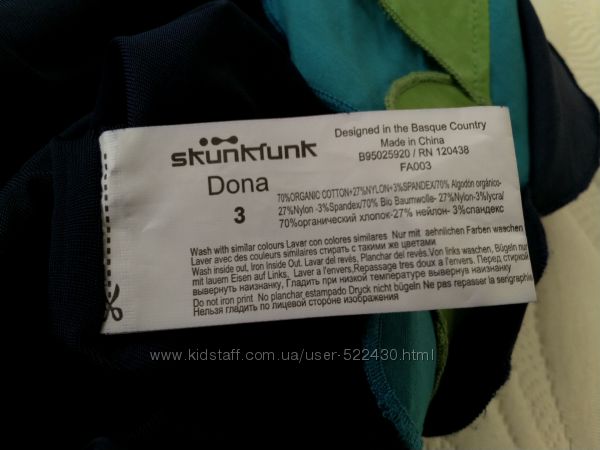 skunkfunk
Dona
3
Designed in the Basque Country
Made in China
B95025920 / RN 120438
FA003
70%ORGANIC COTTON+27%NYLON+3%SPANDEX/70% Algodón orgánico-
27%Nylon -3%Spandex/70% Bio Baumwolle- 27%Nylon-3%lycra/
70%органический хлопок-27% нейлон- 3%спандекс
Wash with similar colours Lavar con colores similares Nur mit aehnlichen Farben waschen
Laver avec des couleurs similaires стирать с такими же цветами
Wash inside out, Iron Inside Out. Lavar del revés, Planchar del revés.Von links waschen, Bügeln nur
mit lauem Eisen auf Links, Laver a l'envers,Repassage tres doux a l'envers. Перед стиркой
вывернуть наизнанку, Гладить при низкой температуре вывернуть наизнанку
Do not iron print No planchar estampado Druck nicht bügeln Ne pas repasser la serigraphie
Нельзя гладить по лицевой стороне изображения
www.kidstaff.com.ua/user-522430.html